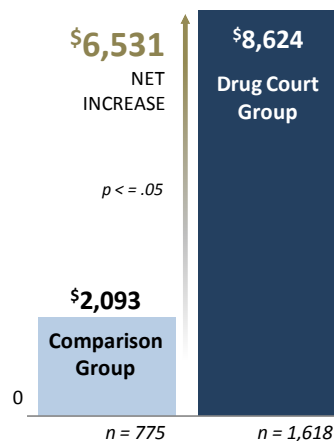 $6,531
NET
INCREASE
p < = .05
$8,624
Drug Court
Group
$2,093
Comparison
Group
0
n = 775
n = 1,618